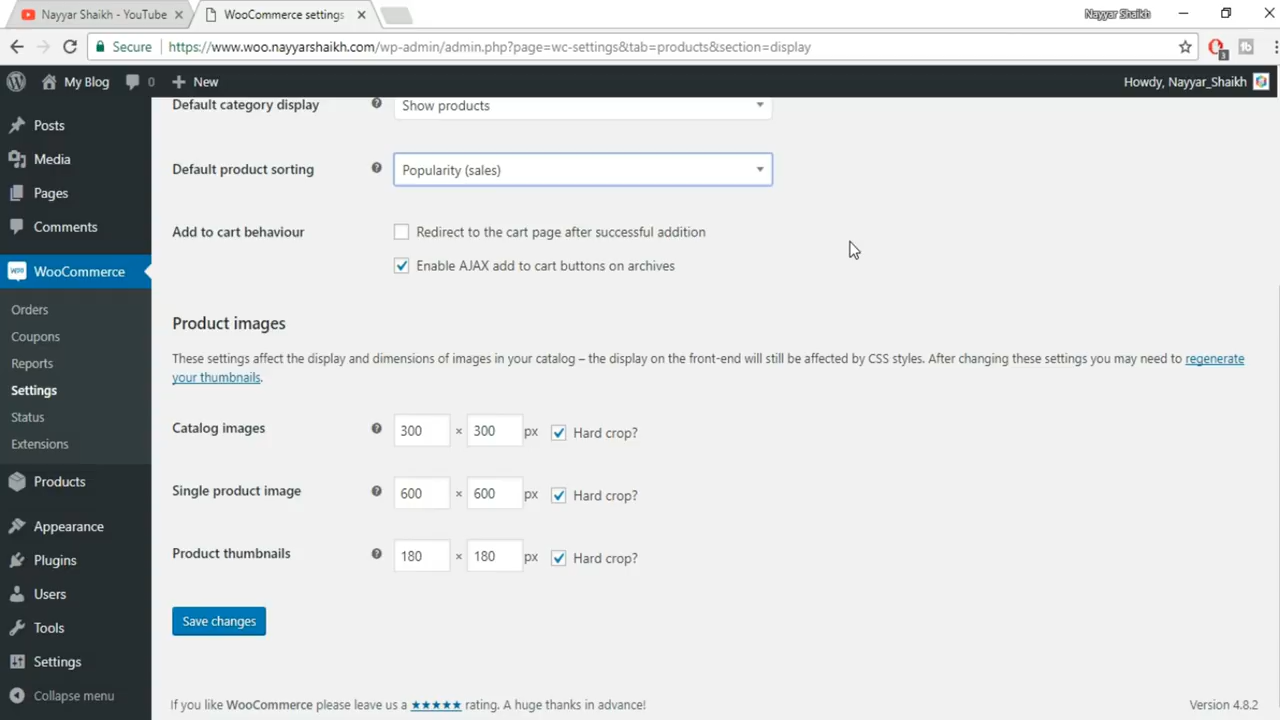 Nayyar Shaikh - YouTube
WooCommerce settings
Nayyar Shaikh
Secure
https://www.woo.nayyarshaikh.com/wp-admin/admin.php?page=wc-settings&tab=products&section=display
3
My Blog
0
New
Howdy, Nayyar_Shaikh
Posts
Media
Pages
Comments
WooCommerce
Orders
Coupons
Reports
Settings
Status
Extensions
Products
Appearance
Plugins
Users
Tools
Settings
Collapse menu
Default category display
Show products
Default product sorting
Popularity (sales)
Add to cart behaviour
Redirect to the cart page after successful addition
Enable AJAX add to cart buttons on archives
Product images
These settings affect the display and dimensions of images in your catalog – the display on the front-end will still be affected by CSS styles. After changing these settings you may need to regenerate
your thumbnails.
Catalog images
300 × 300 px Hard crop?
Single product image
600 × 600 px Hard crop?
Product thumbnails
180 × 180 px Hard crop?
Save changes
If you like WooCommerce please leave us a ★★★★★ rating. A huge thanks in advance!
Version 4.8.2